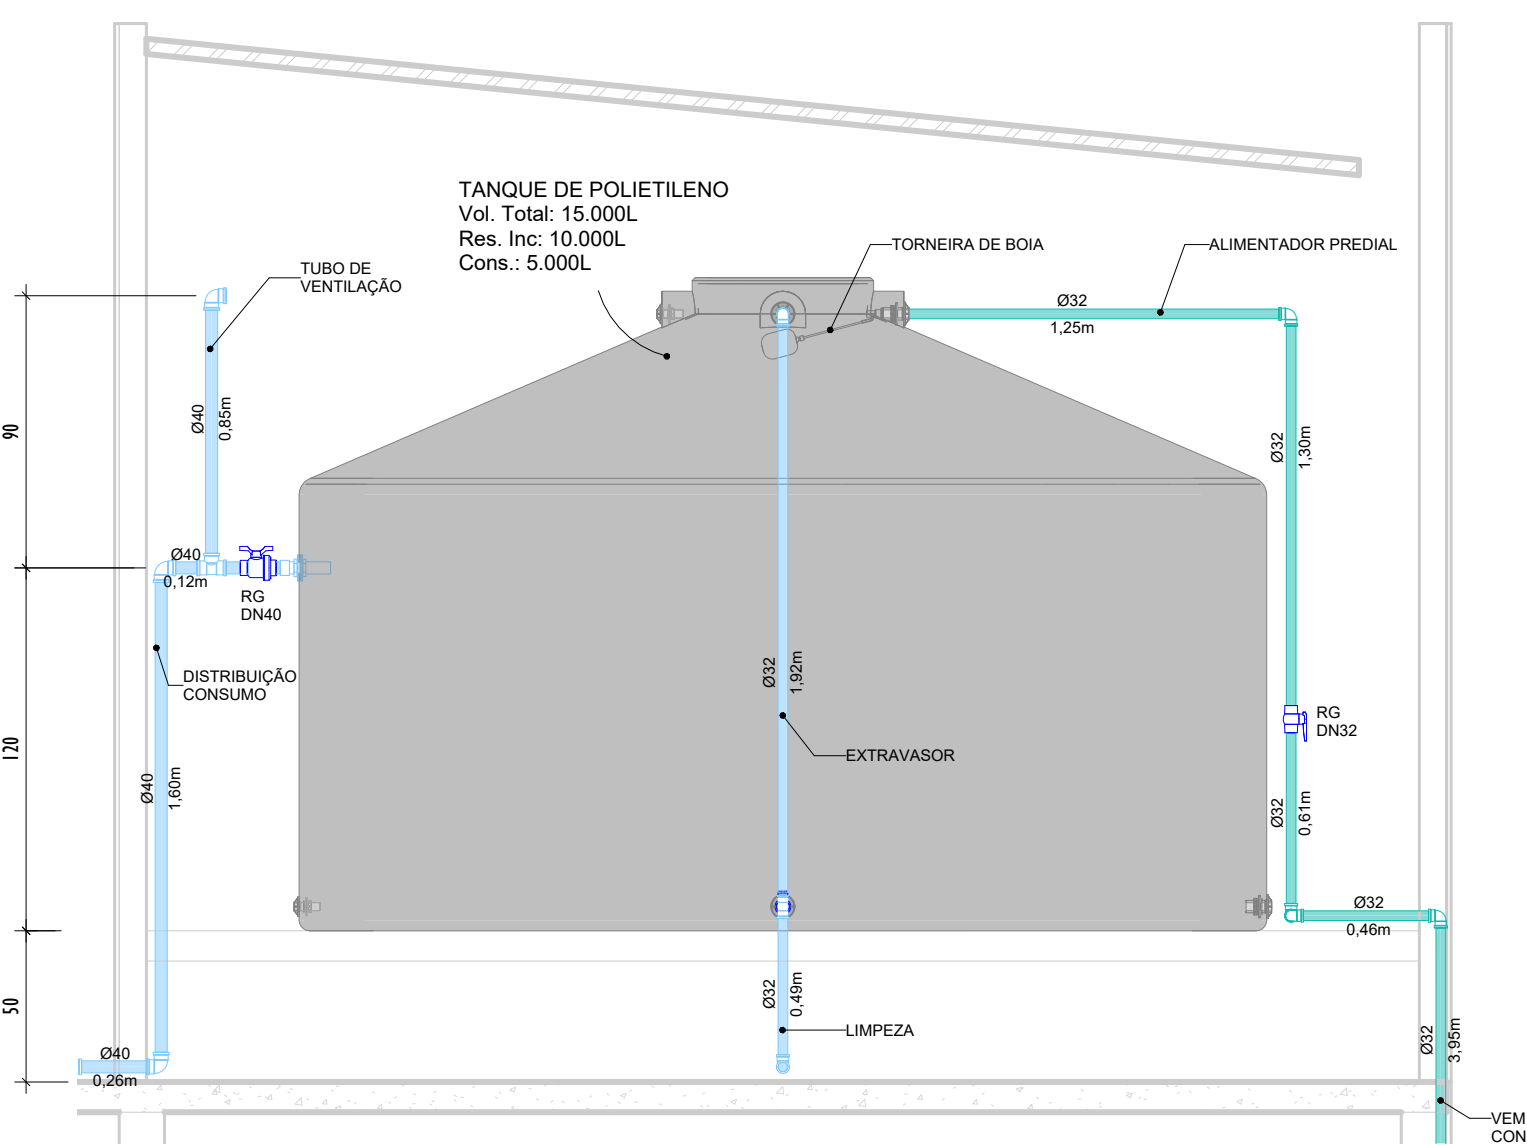 TANQUE DE POLIETILENO
Vol. Total: 15.000L
Res. Inc: 10.000L
Cons.: 5.000L
TORNEIRA DE BOIA
ALIMENTADOR PREDIAL
TUBO DE
VENTILAÇÃO
Ø32
1,25m
90
Ø40
0,85m
Ø32
1,30m
Ø40
0,12m
RG
DN40
DISTRIBUIÇÃO
CONSUMO
Ø32
1,92m
RG
DN32
120
EXTRAVASOR
Ø40
1,60m
Ø32
0,61m
Ø32
0,46m
50
Ø32
0,49m
LIMPEZA
Ø32
3,95m
Ø40
0,26m
VEM
CON